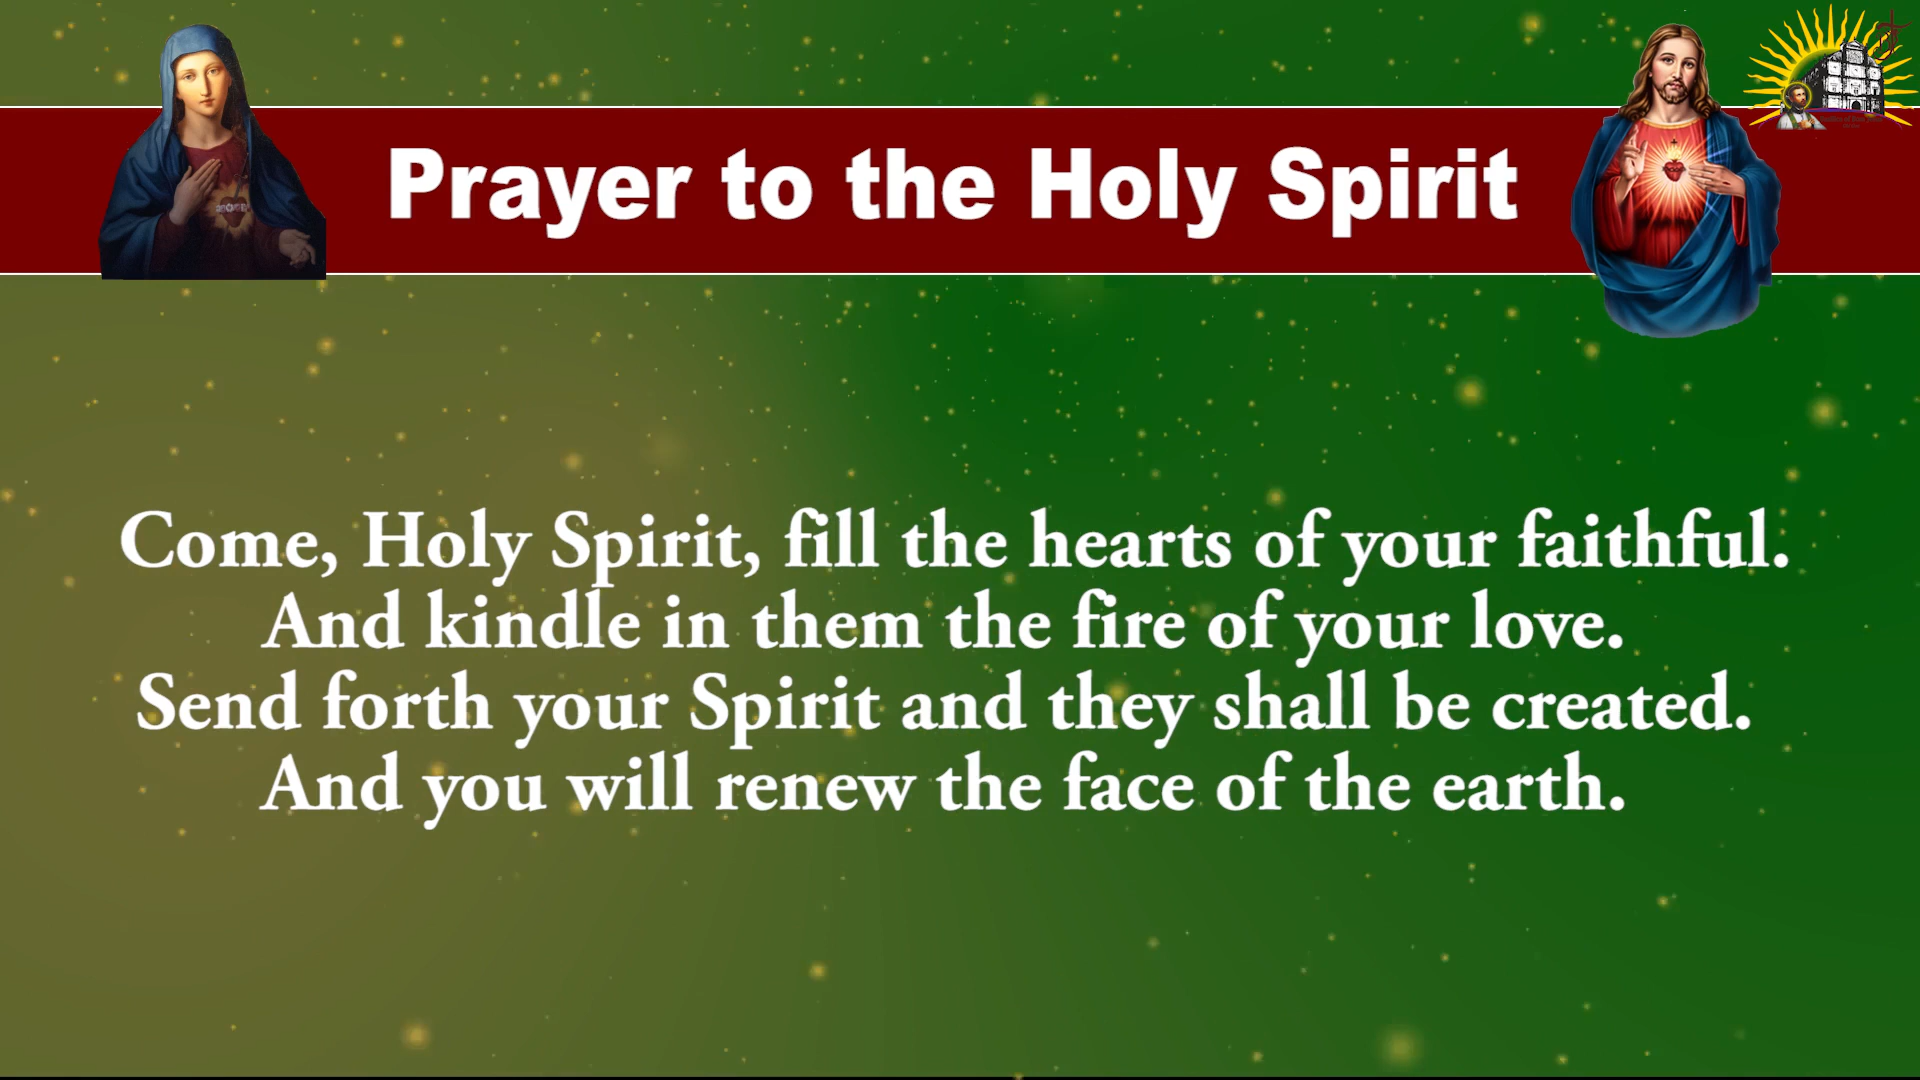 Prayer to the Holy Spirit
Come, Holy Spirit, fill the hearts of your faithful.
And kindle in them the fire of your love.
Send forth your Spirit and they shall be created.
And you will renew the face of the earth.